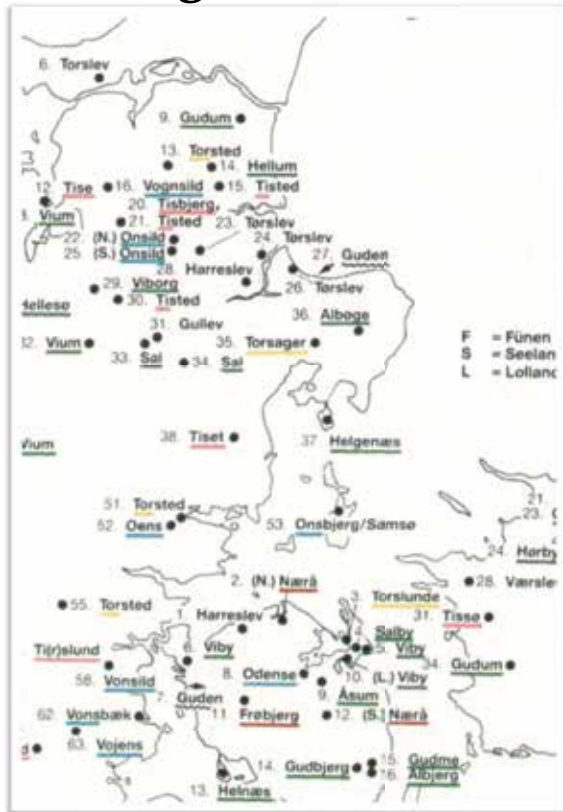 6. Torslev
9. Gudum
13. Torsted
14. Hellum
12. Tise
16. Vognsild
15. Tisted
20. Tisbjerg,
Vium
21. Tisted
23. Tørslev
22. (N.) Onsild
24. Tørslev
27. Guden
25. (S.) Onsild
28. Harreslev
29. Viborg
26. Tørslev
Hellesø
30. Tisted
36. Albøge
31. Gullev
F = Fünen
32. Vium
35. Torsager
S = Seelan
33. Sal
34. Sal
L = Lolland
38. Tiset
37. Helgenæs
Vium
51. Torsted
21.
52. Oens
53. Onsbjerg/Samsø
23.
24. Hørby
2. (N.) Nærå
28. Værslev
55. Torsted
1. Harreslev
3. Torslunde
31. Tissø
4. Salby
Ti(r)slund
6. Viby
5. Viby
34. Gudum
58. Vonsild
8. Odense
10. (L.) Viby
7. Guden
9. Åsum
62. Vonsbæk
11. Frøbjerg
12. (S.) Nærå
63. Vojens
14. Gudbjerg
15. Gudme
13. Helnæs
16. Albjerg